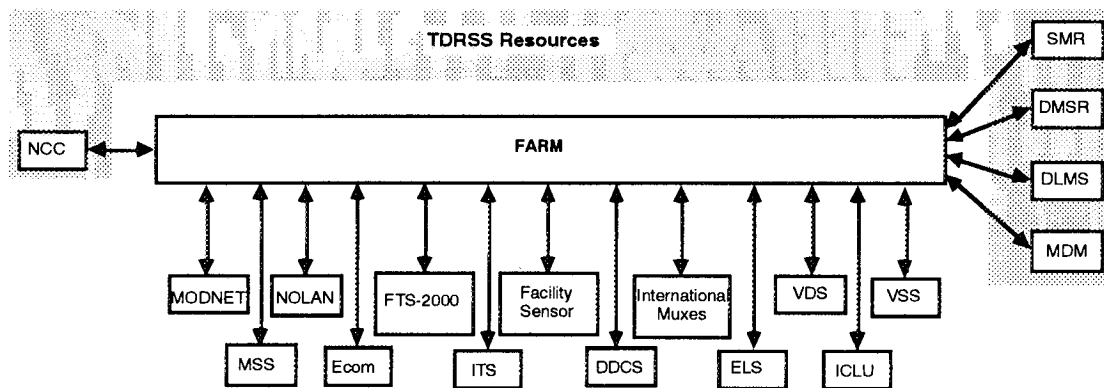 TDRSS Resources
SMR
DMSR
NCC
FARM
DLMS
MDM
MODNET
NOLAN
FTS-2000
Facility
Sensor
International
Muxes
VDS
VSS
MSS
Ecom
ITS
DDCS
ELS
ICLU